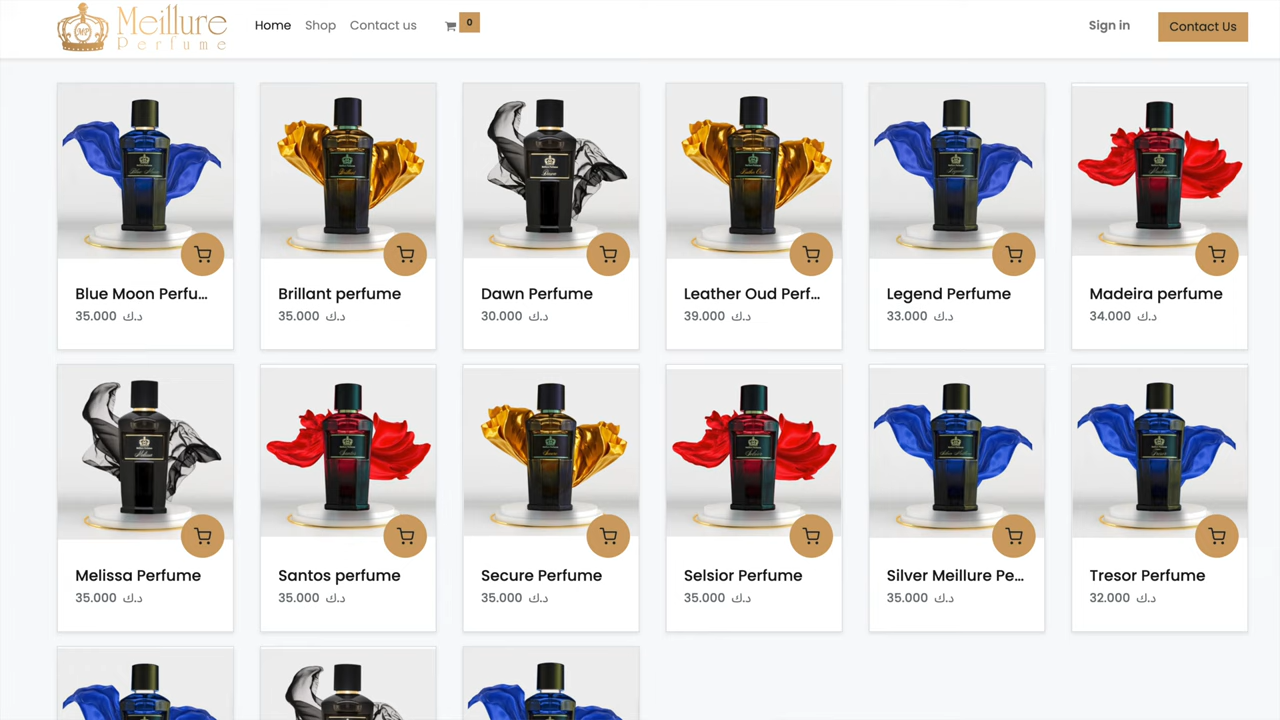 MP
Meillure
Perfume
Home Shop Contact us 0 Sign in Contact Us
Blue Moon Perfu...
35.000 د.ك
Brillant perfume
35.000 د.ك
Dawn Perfume
30.000 د.ك
Leather Oud Perf...
39.000 د.ك
Legend Perfume
33.000 د.ك
Madeira perfume
34.000 د.ك
Melissa Perfume
35.000 د.ك
Santos perfume
35.000 د.ك
Secure Perfume
35.000 د.ك
Selsior Perfume
35.000 د.ك
Silver Meillure Pe...
35.000 د.ك
Tresor Perfume
32.000 د.ك